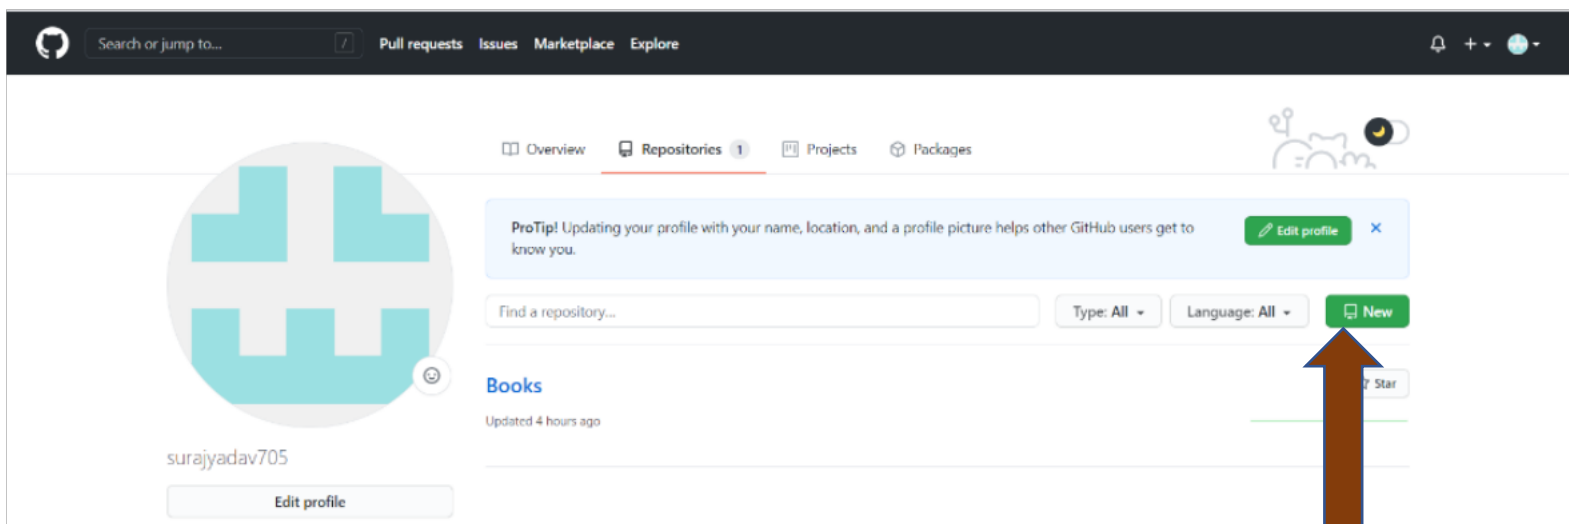 Search or jump to... /
Pull requests Issues Marketplace Explore
Overview Repositories 1 Projects Packages
ProTip! Updating your profile with your name, location, and a profile picture helps other GitHub users get to
know you.
Edit profile
Find a repository...
Type: All
Language: All
New
Books
Star
Updated 4 hours ago
surajyadav705
Edit profile